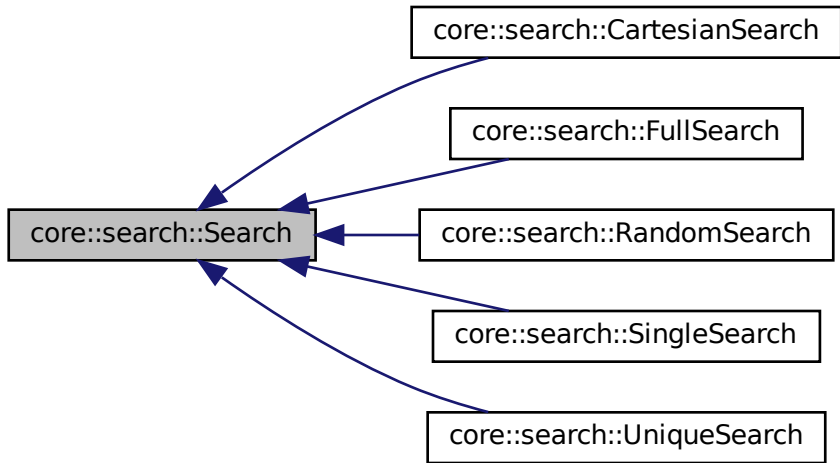 core::search::CartesianSearch
core::search::FullSearch
core::search::Search
core::search::RandomSearch
core::search::SingleSearch
core::search::UniqueSearch